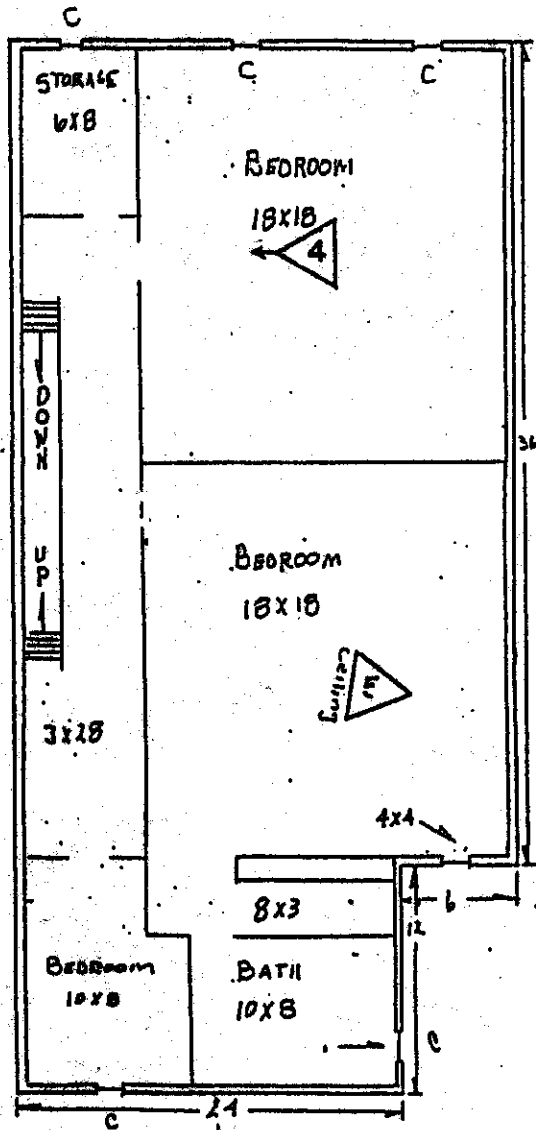 C
C
C
STORAGE
6X8
BEDROOM
18X18
4
DOWN
36
UP
BEDROOM
18X18
Ceiling
3X28
4X4
8X3
6
12
BEDROOM
10X8
BATH
10X8
C
C
24